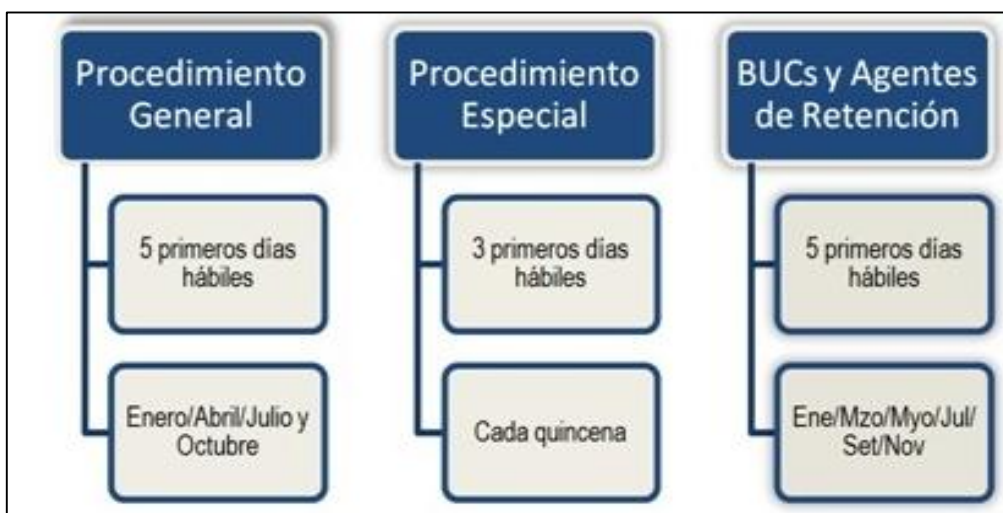 Procedimiento
General
5 primeros días
hábiles
Enero/Abril/Julio y
Octubre
Procedimiento
Especial
3 primeros días
hábiles
Cada quincena
BUCs y Agentes
de Retención
5 primeros días
hábiles
Ene/Mzo/Myo/Jul/
Set/Nov